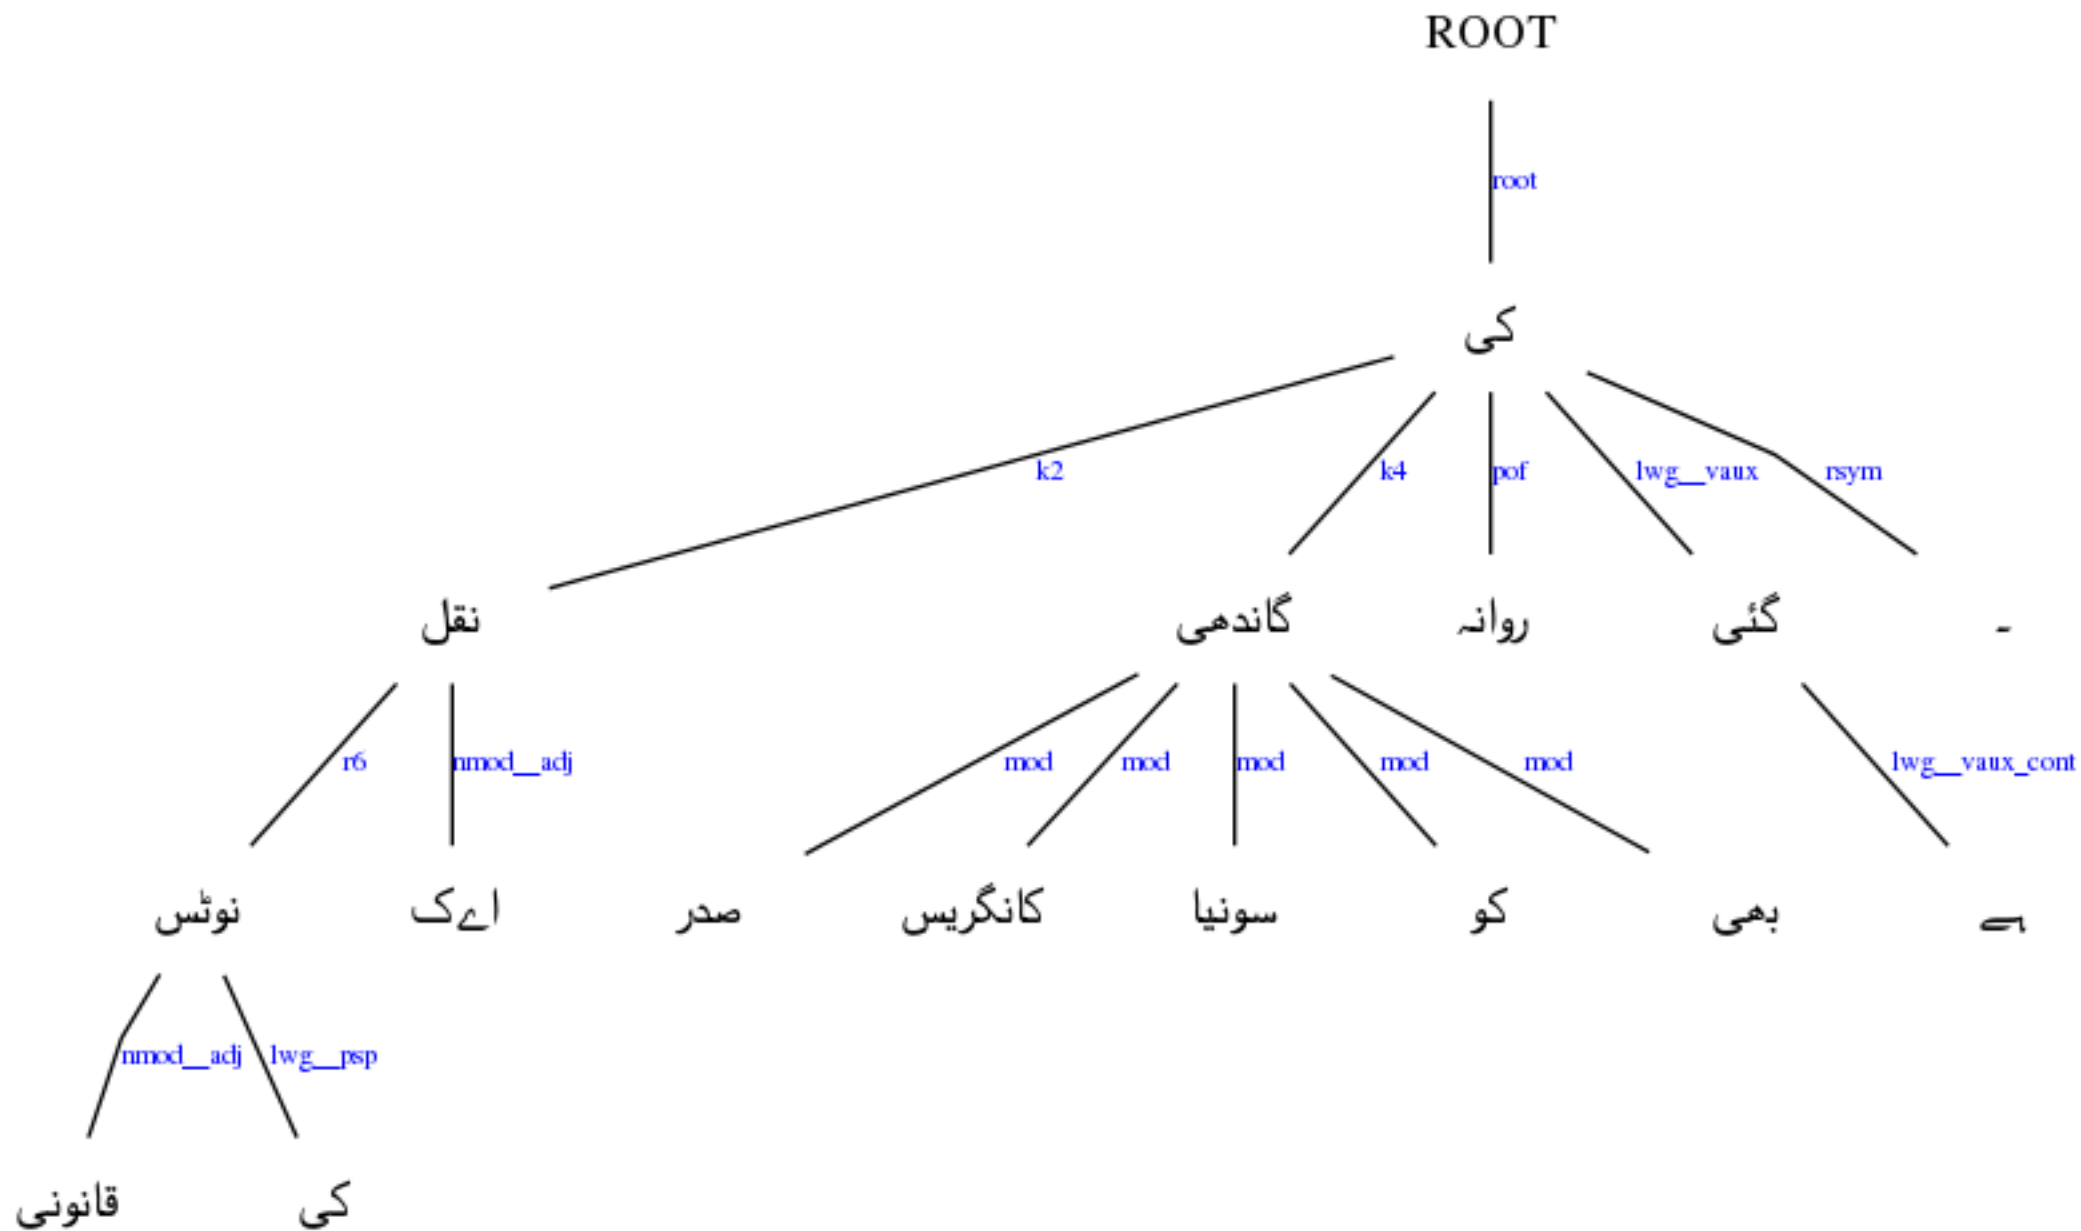 ROOT
root
کی
k2 k4 pof lwg__vaux rsym
نقل گاندھی روانہ گئی ۔
r6 nmod__adj mod mod mod mod mod lwg__vaux_cont
نوٹس اےک صدر کانگریس سونیا کو بھی ہے
nmod__adj lwg__psp
قانونی کی